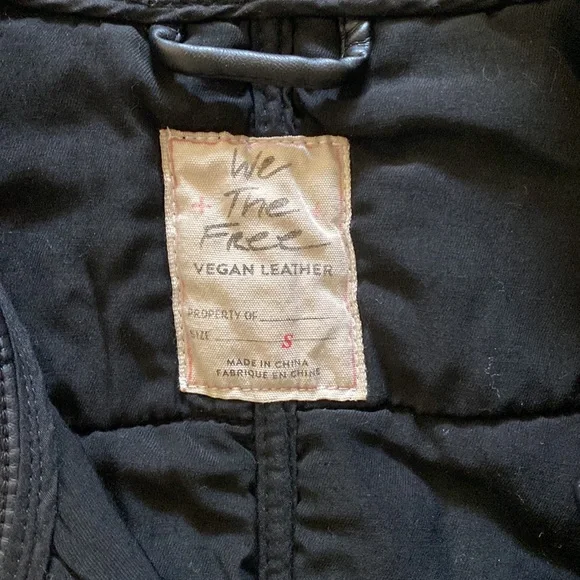 We
The
Free
VEGAN LEATHER
PROPERTY OF
SIZE S
MADE IN CHINA
FABRIQUE EN CHINE